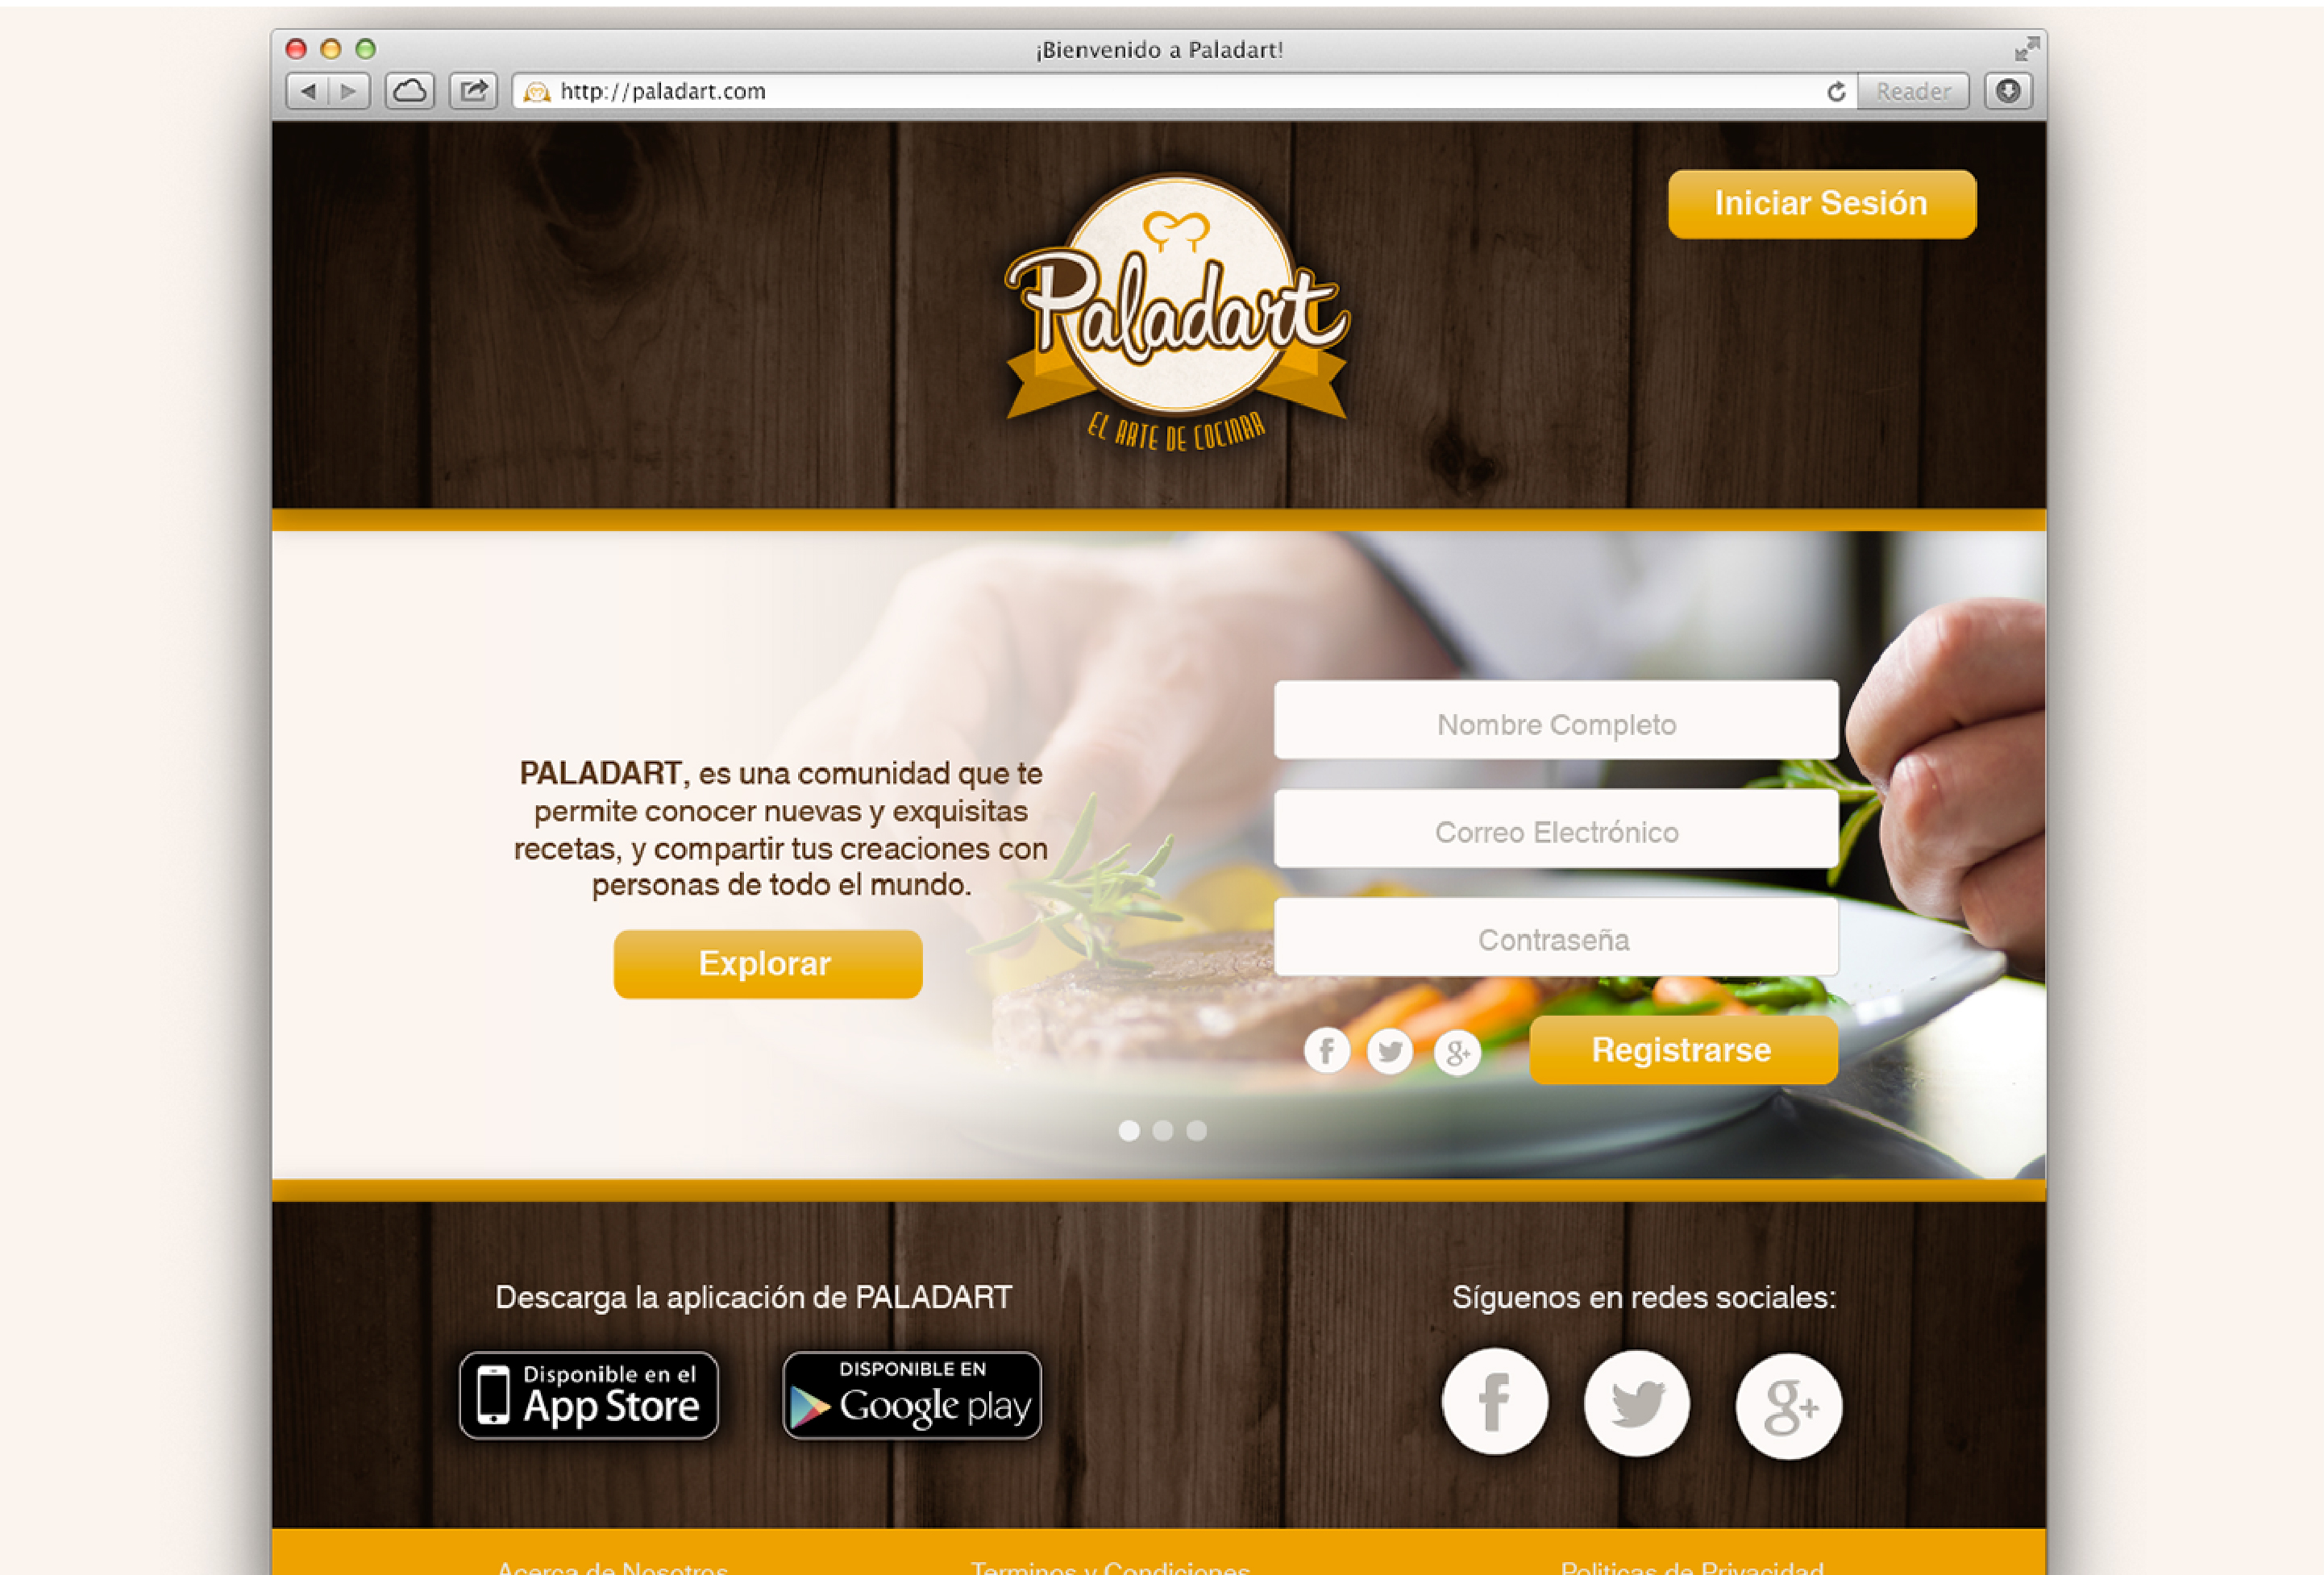 ¡Bienvenido a Paladart!
http://paladart.com
Reader
Iniciar Sesión
Paladart
EL ARTE DE COCINAR
Nombre Completo
PALADART, es una comunidad que te
permite conocer nuevas y exquisitas
recetas, y compartir tus creaciones con
personas de todo el mundo.
Correo Electrónico
Contraseña
Explorar
f
g+
Registrarse
Descarga la aplicación de PALADART
Síguenos en redes sociales:
Disponible en el
App Store
DISPONIBLE EN
Google play
f
g+
Acerca de Nosotros
Terminos y Condiciones
Politicas de Privacidad